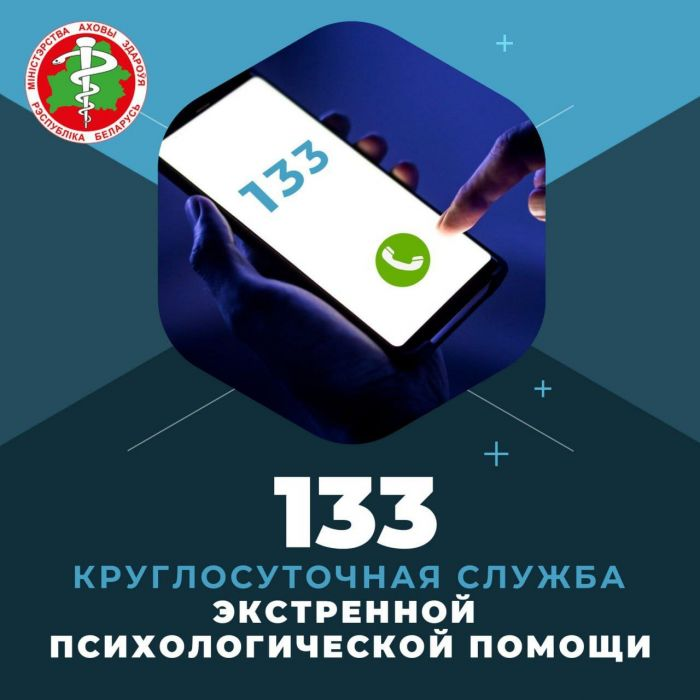 МІНІСТЭРСТВА АХОВЫ ЗДАРОЎЯ
РЭСПУБЛІКА БЕЛАРУСЬ
133
133
КРУГЛОСУТОЧНАЯ СЛУЖБА
ЭКСТРЕННОЙ
ПСИХОЛОГИЧЕСКОЙ ПОМОЩИ